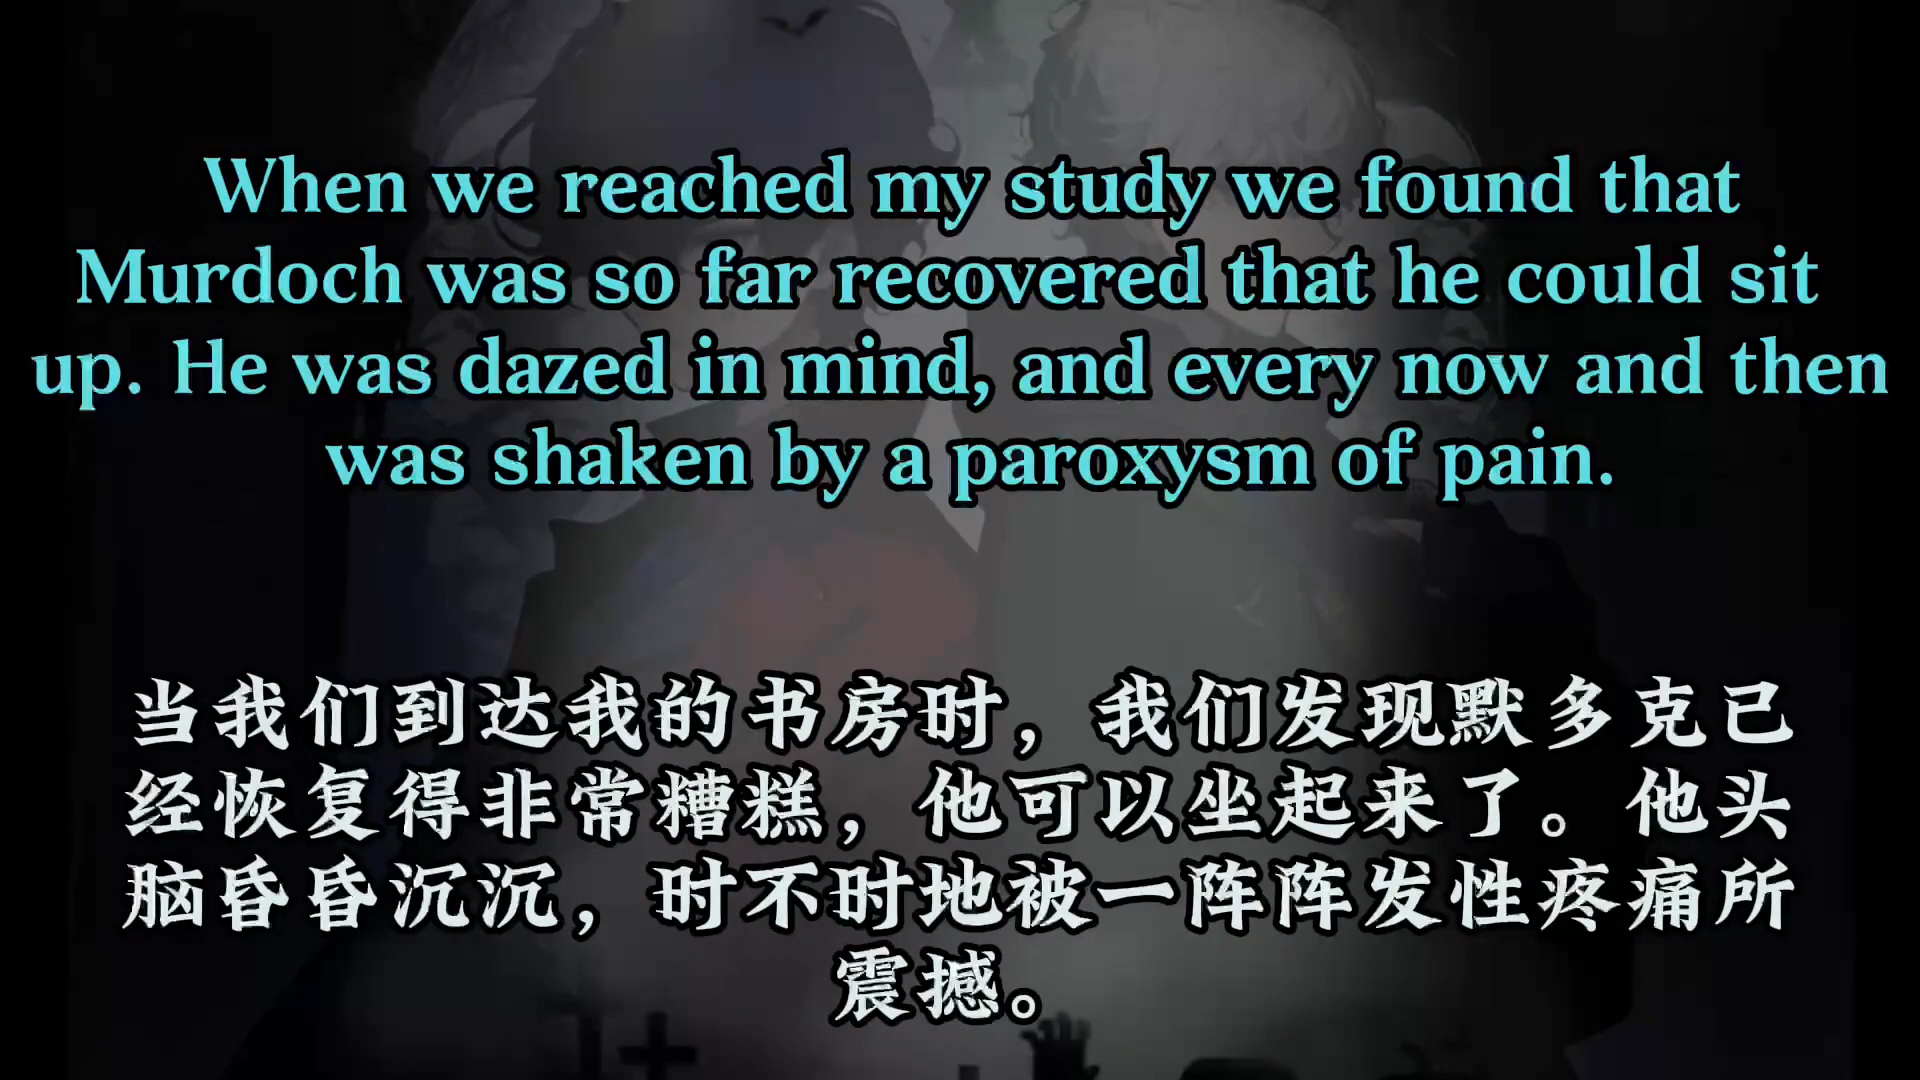 When we reached my study we found that
Murdoch was so far recovered that he could sit
up. He was dazed in mind, and every now and then
was shaken by a paroxysm of pain.
当我们到达我的书房时，我们发现默多克已
经恢复得非常糟糕，他可以坐起来了。他头
脑昏昏沉沉，时不时地被一阵阵发性疼痛所
震撼。